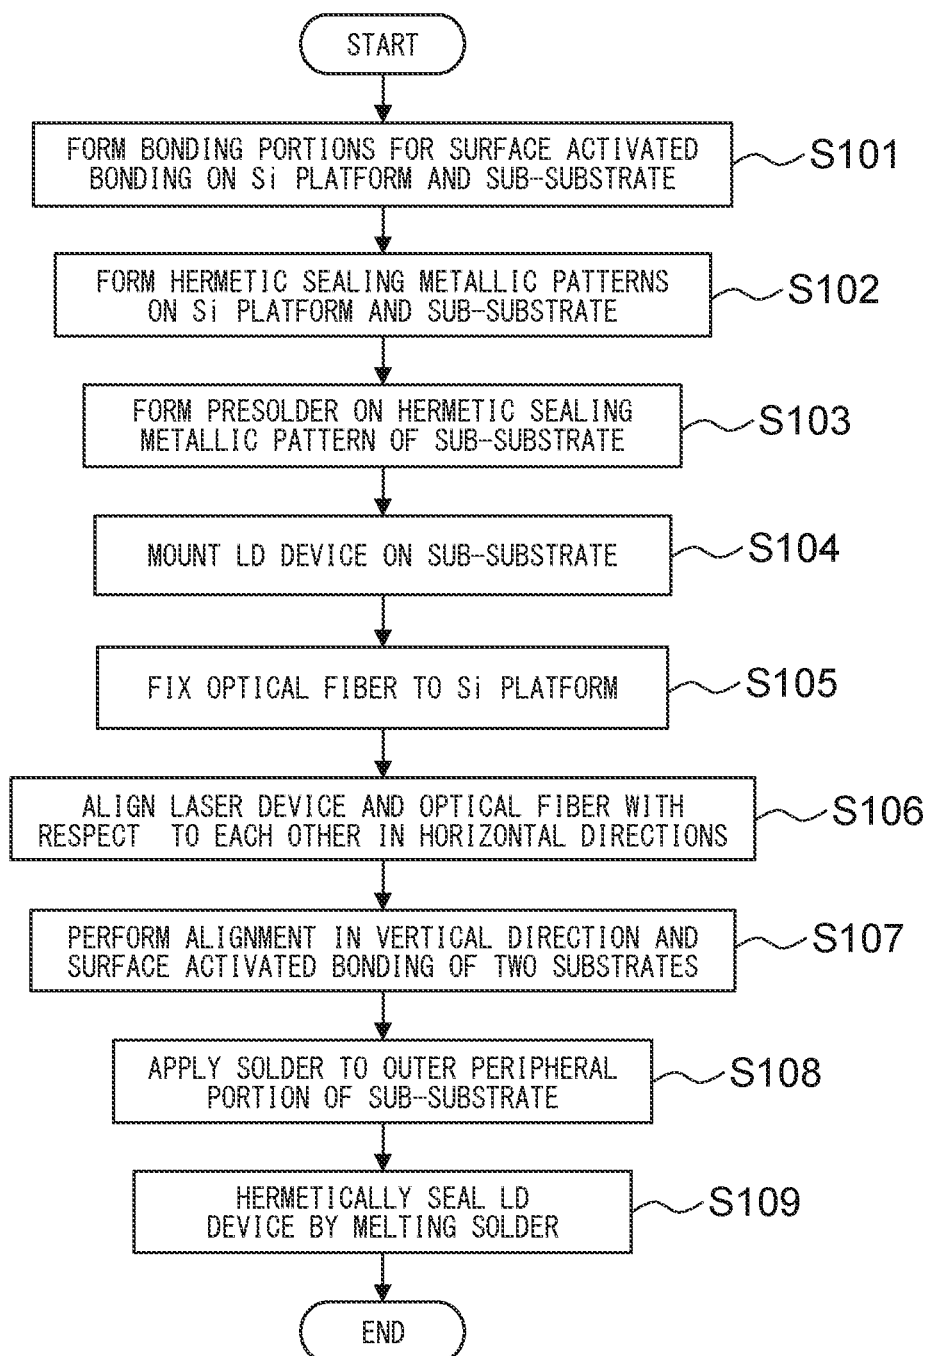 START
FORM BONDING PORTIONS FOR SURFACE ACTIVATED
BONDING ON Si PLATFORM AND SUB-SUBSTRATE
S101
FORM HERMETIC SEALING METALLIC PATTERNS
ON Si PLATFORM AND SUB-SUBSTRATE
S102
FORM PRESOLDER ON HERMETIC SEALING
METALLIC PATTERN OF SUB-SUBSTRATE
S103
MOUNT LD DEVICE ON SUB-SUBSTRATE
S104
FIX OPTICAL FIBER TO Si PLATFORM
S105
ALIGN LASER DEVICE AND OPTICAL FIBER WITH
RESPECT TO EACH OTHER IN HORIZONTAL DIRECTIONS
S106
PERFORM ALIGNMENT IN VERTICAL DIRECTION AND
SURFACE ACTIVATED BONDING OF TWO SUBSTRATES
S107
APPLY SOLDER TO OUTER PERIPHERAL
PORTION OF SUB-SUBSTRATE
S108
HERMETICALLY SEAL LD
DEVICE BY MELTING SOLDER
S109
END